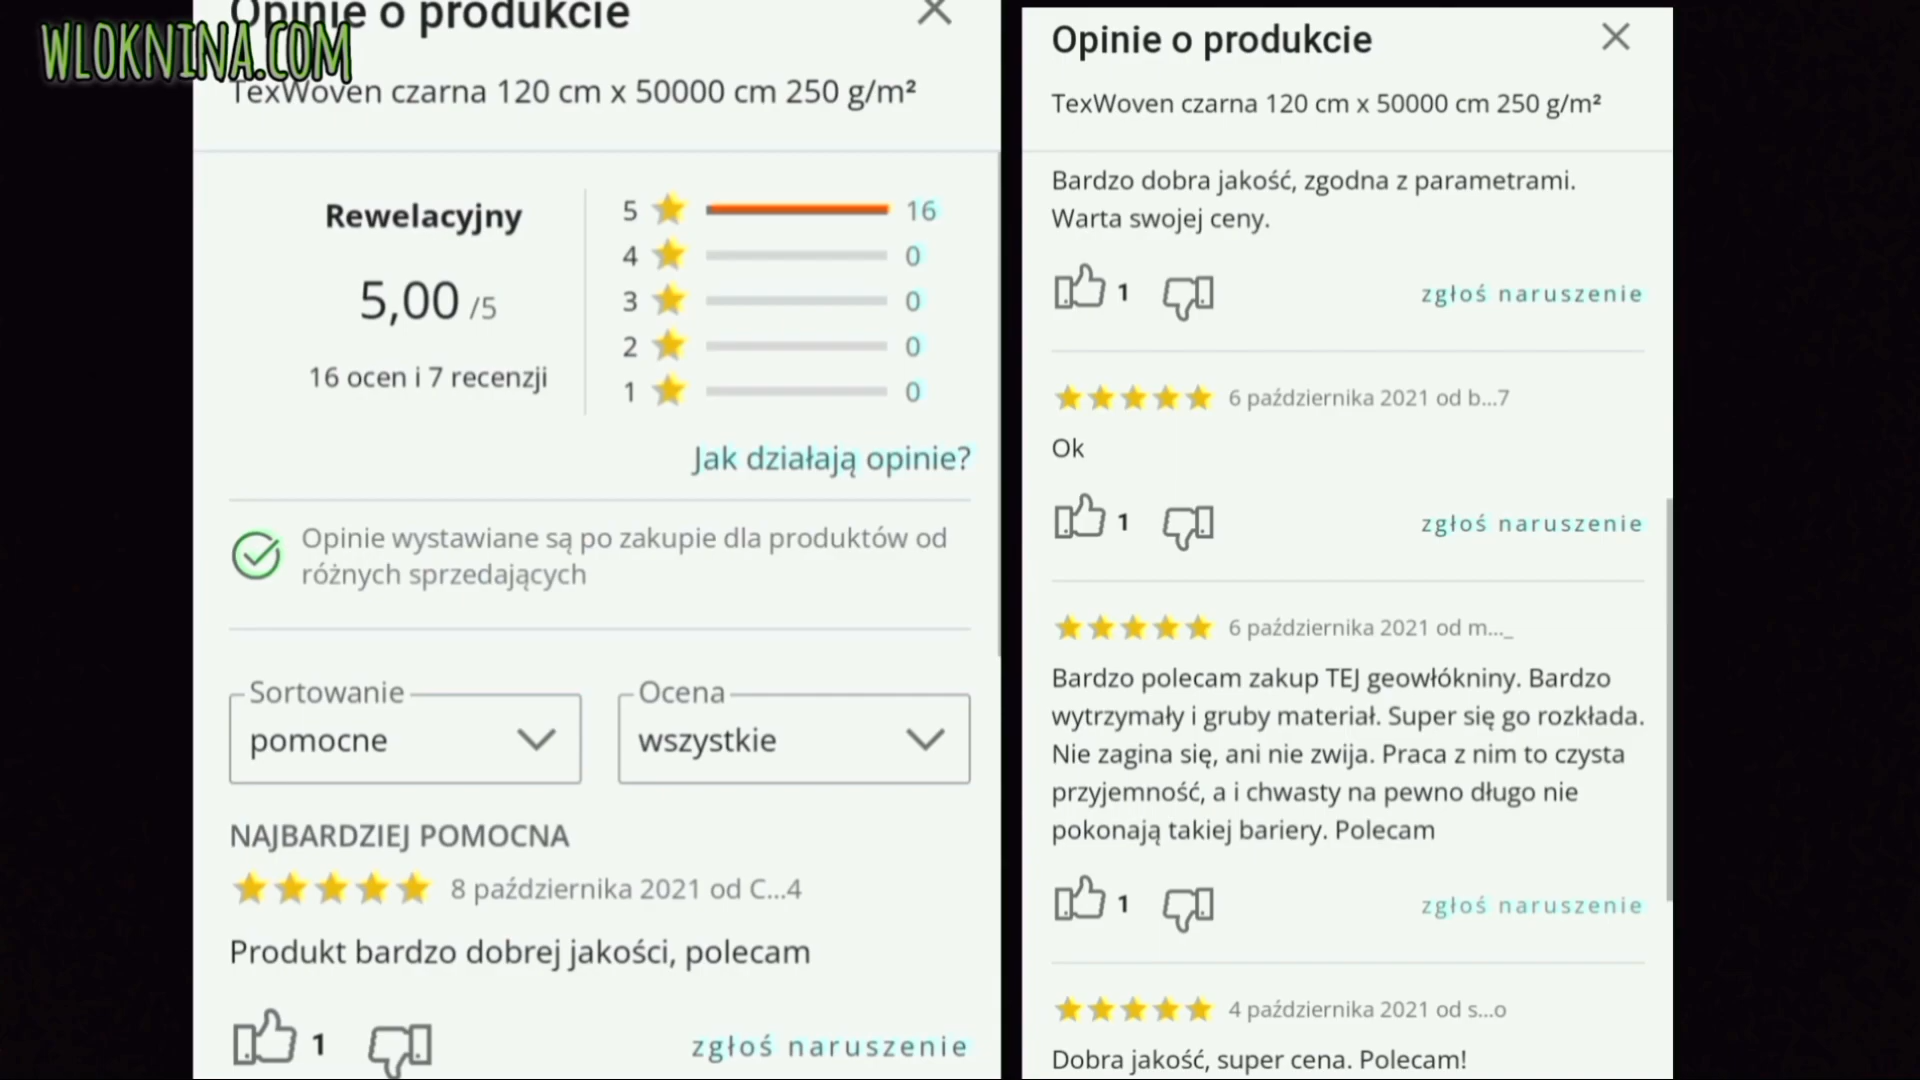 WLOKNINA.COM
Opinie o produkcie
TexWoven czarna 120 cm x 50000 cm 250 g/m²
Rewelacyjny
5,00 /5
16 ocen i 7 recenzji
5 16
4 0
3 0
2 0
1 0
Jak działają opinie?
Opinie wystawiane są po zakupie dla produktów od
różnych sprzedających
Sortowanie
pomocne
Ocena
wszystkie
NAJBARDZIEJ POMOCNA
8 października 2021 od C...4
Produkt bardzo dobrej jakości, polecam
1
zgłoś naruszenie
Opinie o produkcie
TexWoven czarna 120 cm x 50000 cm 250 g/m²
Bardzo dobra jakość, zgodna z parametrami.
Warta swojej ceny.
1 zgłoś naruszenie
6 października 2021 od b...7
Ok
1 zgłoś naruszenie
6 października 2021 od m..._
Bardzo polecam zakup TEJ geowłókniny. Bardzo
wytrzymały i gruby materiał. Super się go rozkłada.
Nie zagina się, ani nie zwija. Praca z nim to czysta
przyjemność, a i chwasty na pewno długo nie
pokonają takiej bariery. Polecam
1 zgłoś naruszenie
4 października 2021 od s...o
Dobra jakość, super cena. Polecam!